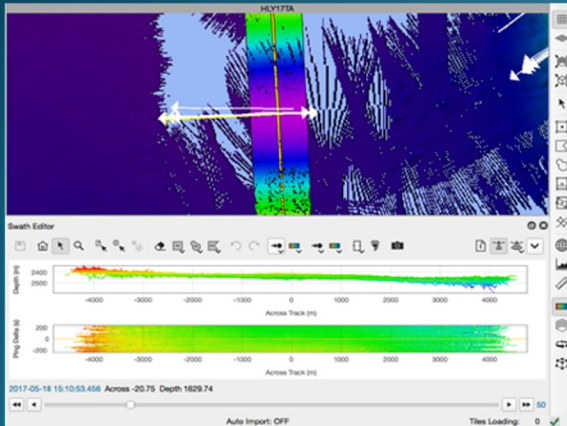 HLY17TA
Swath Editor
Depth (m)
2400
2500
-4000 -3000 -2000 -1000 0 1000 2000 3000 4000
Across Track (m)
Ping Delta (s)
200
0
-200
-4000 -3000 -2000 -1000 0 1000 2000 3000 4000
Across Track (m)
2017-05-18 15:10:53.456 Across -20.75 Depth 1629.74
50
Auto Import: OFF Tiles Loading: 0